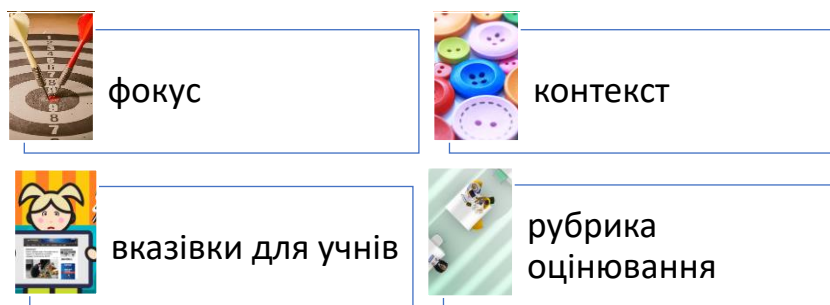 фокус
контекст
вказівки для учнів
рубрика
оцінювання